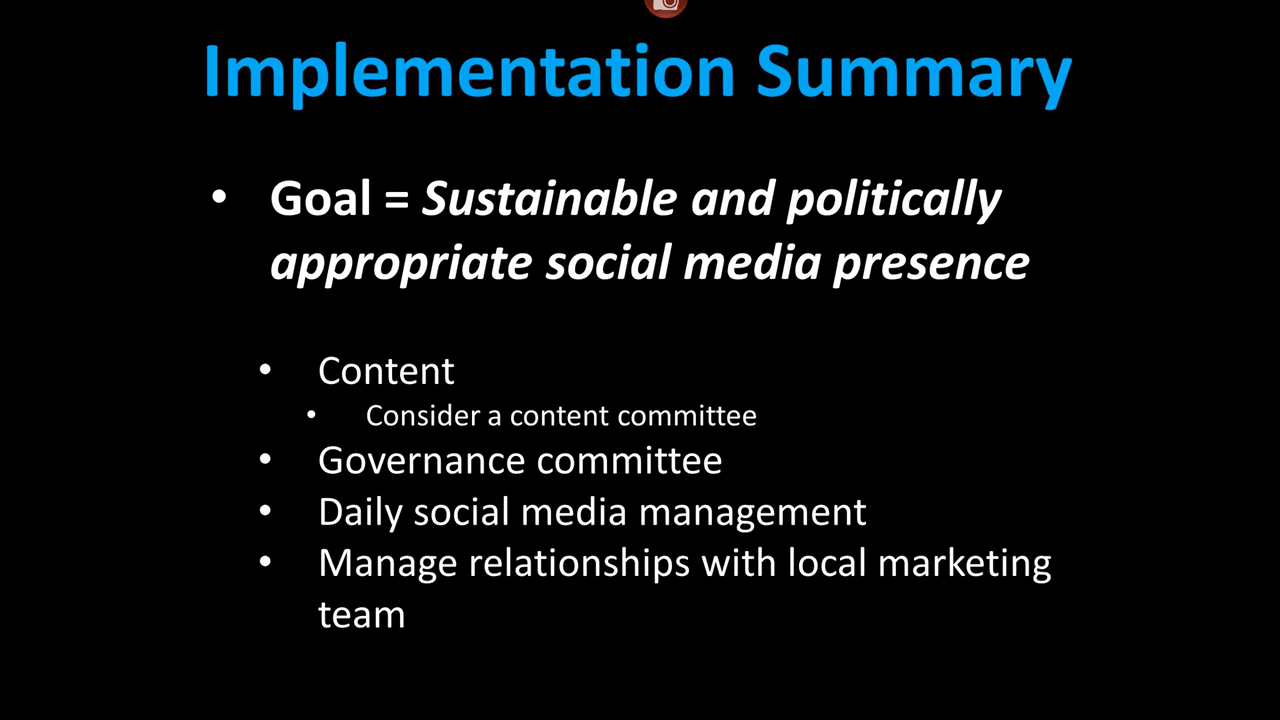 Implementation Summary
• Goal = Sustainable and politically
appropriate social media presence
• Content
• Consider a content committee
• Governance committee
• Daily social media management
• Manage relationships with local marketing
team